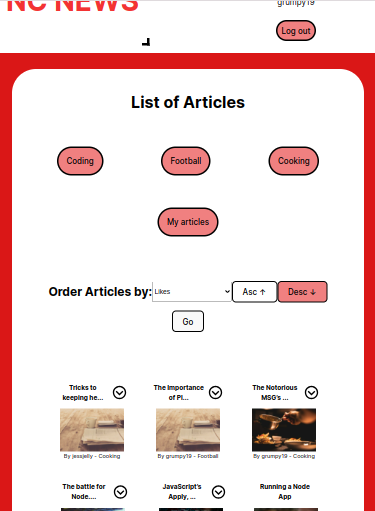 NC NEWS
grumpy19
Log out
List of Articles
Coding
Football
Cooking
My articles
Order Articles by:
Likes
Asc ↑
Desc ↓
Go
Tricks to
keeping he...
The Importance
of Pi...
The Notorious
MSG's ...
By jessjelly - Cooking
By grumpy19 - Football
By grumpy19 - Cooking
The battle for
Node....
JavaScript's
Apply, ...
Running a Node
App